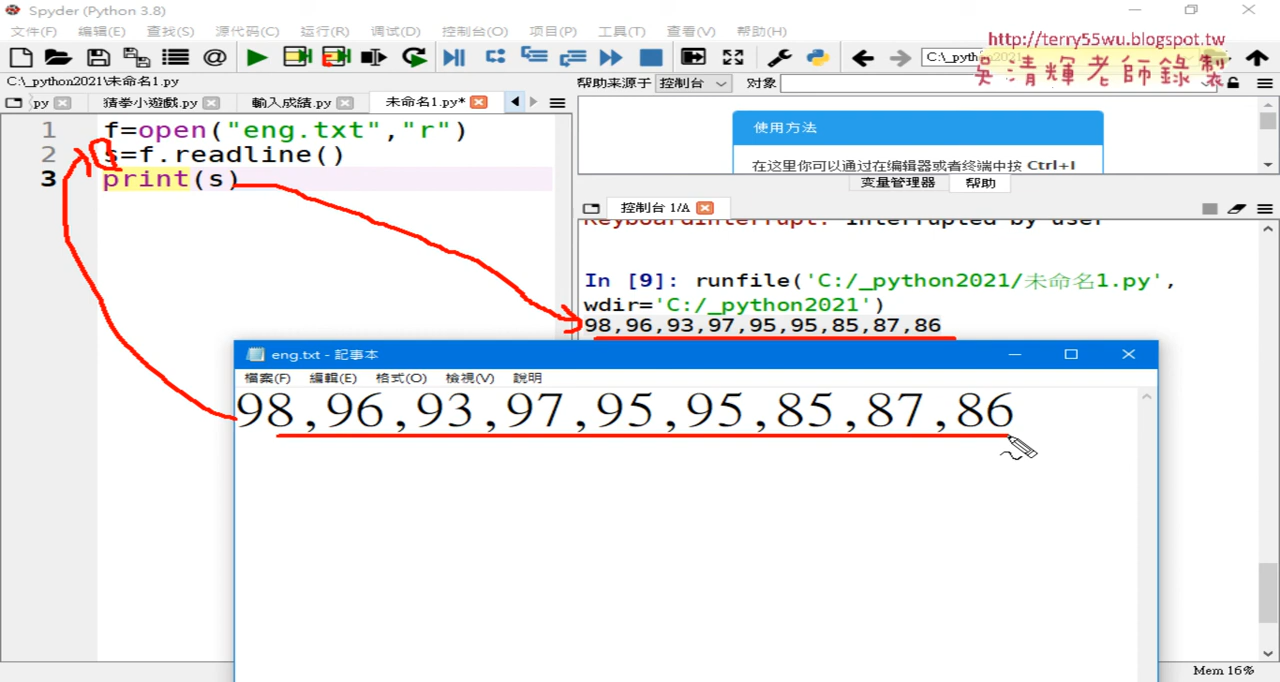 Spyder (Python 3.8)
文件(F) 编辑(E) 查找(S) 源代码(C) 运行(R) 调试(D) 控制台(O) 项目(P) 工具(T) 查看(V) 帮助(H)
http://terry55wu.blogspot.tw
C:\_pyth
吳清輝老師錄製
C:\_python2021\未命名1.py
帮助来源于 控制台 对象
py 猜拳小遊戲.py 輸入成績.py 未命名1.py*
1 f=open("eng.txt","r")
2 s=f.readline()
3 print(s)
使用方法
在这里你可以通过在编辑器或者终端中按 Ctrl+I
变量管理器 帮助
控制台 1/A
KeyboardInterrupt: Interrupted by user
In [9]: runfile('C:/_python2021/未命名1.py',
wdir='C:/_python2021')
98,96,93,97,95,95,85,87,86
eng.txt - 記事本
檔案(F) 編輯(E) 格式(O) 檢視(V) 說明
98,96,93,97,95,95,85,87,86
Mem 16%